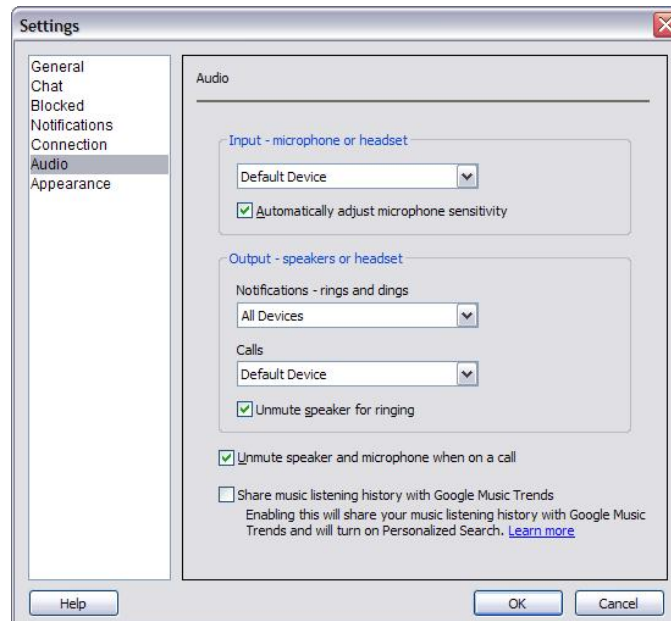 Settings
General
Chat
Blocked
Notifications
Connection
Audio
Appearance
Audio
Input - microphone or headset
Default Device
Automatically adjust microphone sensitivity
Output - speakers or headset
Notifications - rings and dings
All Devices
Calls
Default Device
Unmute speaker for ringing
Unmute speaker and microphone when on a call
Share music listening history with Google Music Trends
Enabling this will share your music listening history with Google Music
Trends and will turn on Personalized Search. Learn more
Help
OK
Cancel